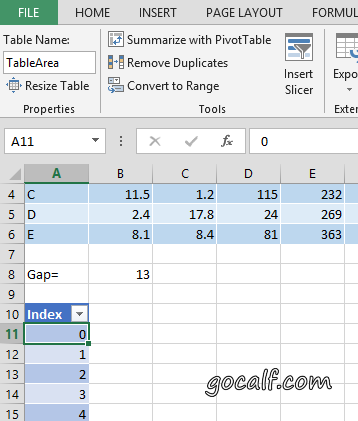 FILE HOME INSERT PAGE LAYOUT FORMUL
Table Name: Summarize with PivotTable
TableArea Remove Duplicates Insert Slicer Expo
Resize Table Convert to Range
Properties Tools Exter
A11 fx 0
A B C D E
4 C 11.5 1.2 115 232
5 D 2.4 17.8 24 269
6 E 8.1 8.4 81 363
7
8 Gap= 13
9
10 Index
11 0
12 1
13 2
14 3
15 4
gocalf.com